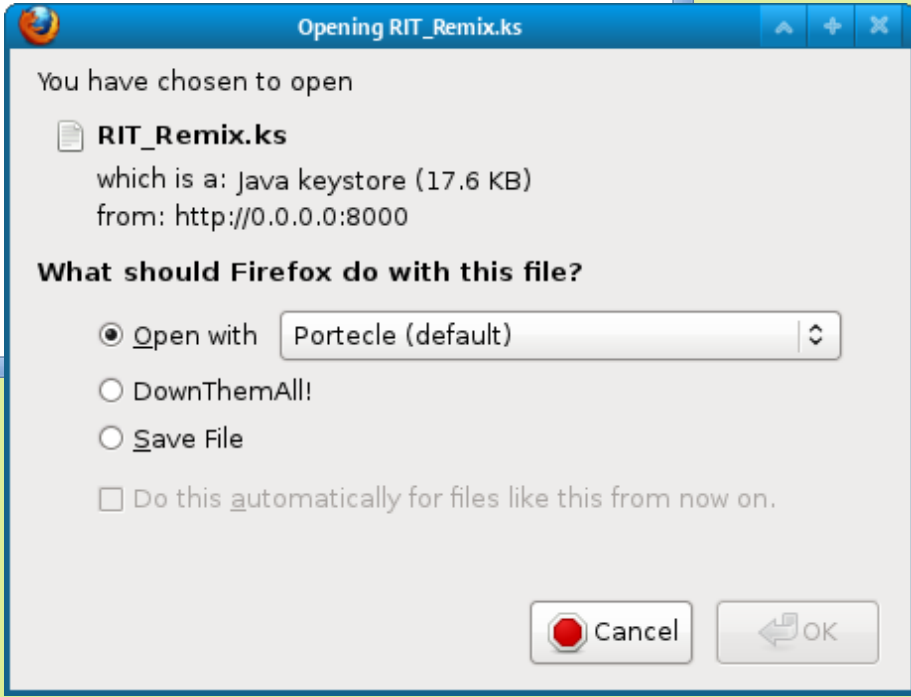 Opening RIT_Remix.ks
You have chosen to open
RIT_Remix.ks
which is a: Java keystore (17.6 KB)
from: http://0.0.0.0:8000
What should Firefox do with this file?
Open with Portecle (default)
DownThemAll!
Save File
Do this automatically for files like this from now on.
Cancel OK